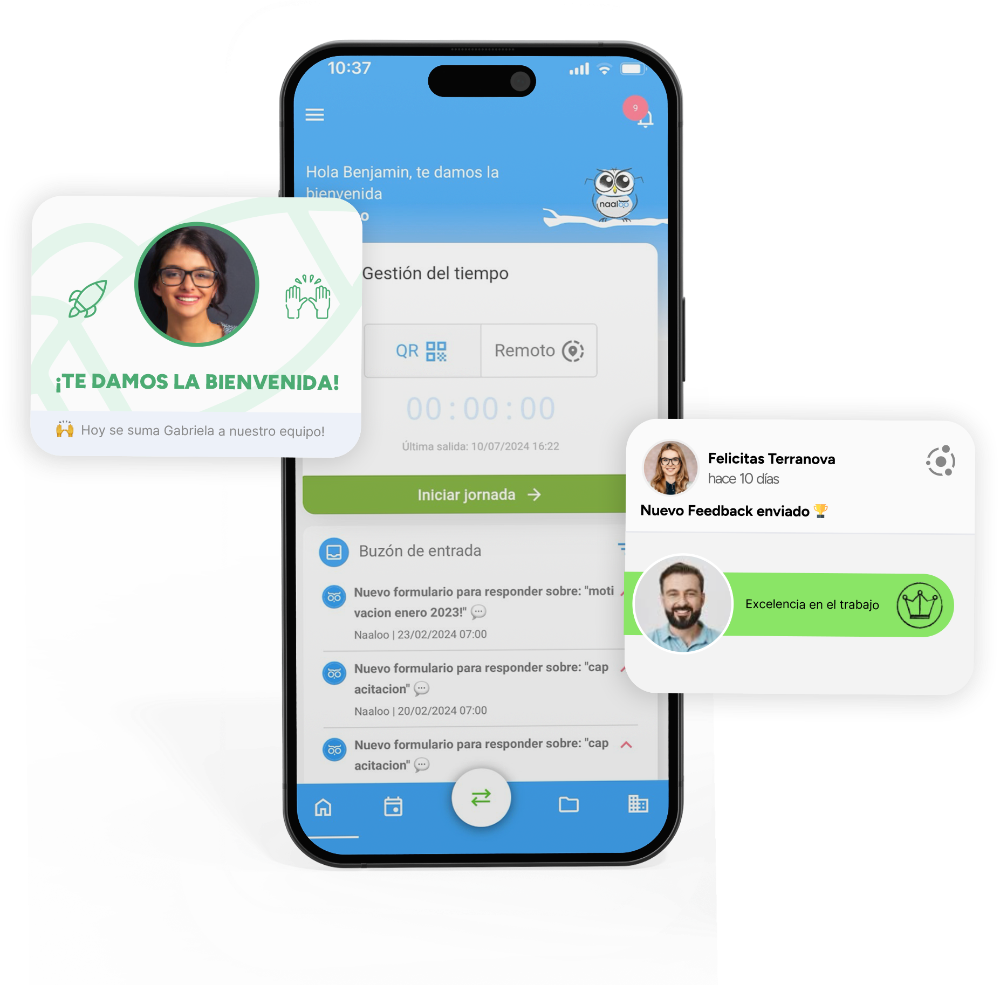 10:37
9
Hola Benjamin, te damos la
bienvenida
o
naaloo
¡TE DAMOS LA BIENVENIDA!
🙌 Hoy se suma Gabriela a nuestro equipo!
Gestión del tiempo
QR
Remoto
00:00:00
Última salida: 10/07/2024 16:22
Iniciar jornada →
Felicitas Terranova
hace 10 días
Nuevo Feedback enviado 🏆
Excelencia en el trabajo
Buzón de entrada
Nuevo formulario para responder sobre: "moti
vacion enero 2023!" 💬
Naaloo | 23/02/2024 07:00
Nuevo formulario para responder sobre: "cap
acitacion" 💬
Naaloo | 20/02/2024 07:00
Nuevo formulario para responder sobre: "cap
acitacion" 💬